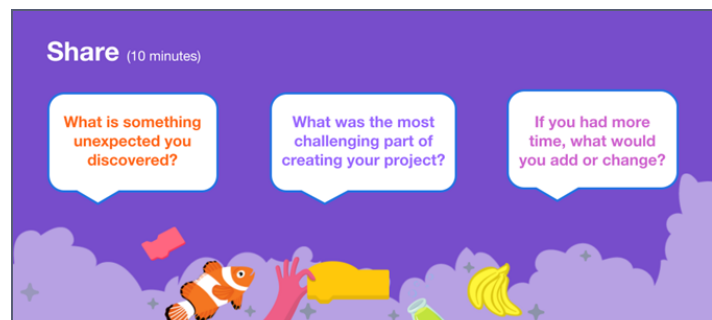 Share (10 minutes)
What is something
unexpected you
discovered?
What was the most
challenging part of
creating your project?
If you had more
time, what would
you add or change?